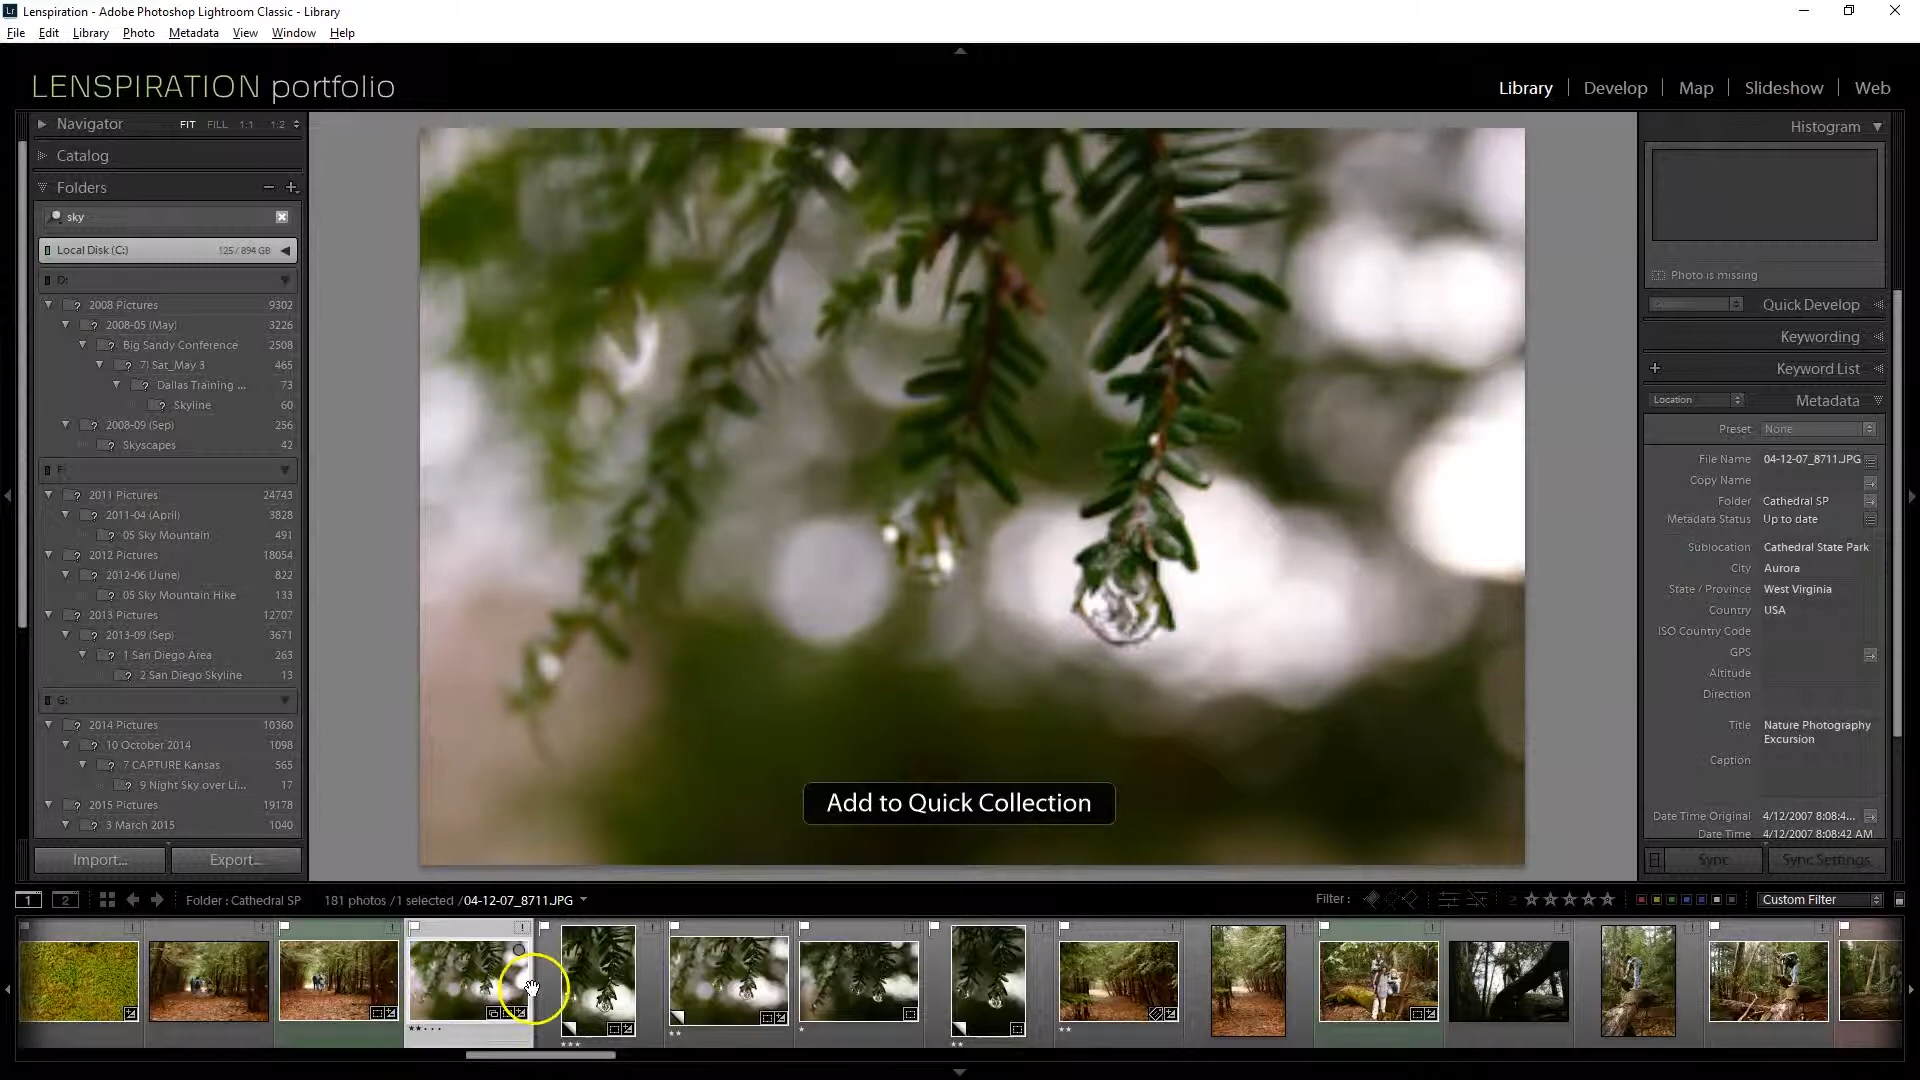 Lenspiration - Adobe Photoshop Lightroom Classic - Library
File Edit Library Photo Metadata View Window Help
LENSPIRATION portfolio
Library Develop Map Slideshow Web
Navigator FIT FILL 1:1 1:2
Catalog
Folders
sky
Local Disk (C:) 125 / 894 GB
D:
2008 Pictures 9302
2008-05 (May) 3226
Big Sandy Conference 2508
7) Sat_May 3 465
Dallas Training ... 73
Skyline 60
2008-09 (Sep) 256
Skyscapes 42
F:
2011 Pictures 24743
2011-04 (April) 3828
05 Sky Mountain 491
2012 Pictures 18054
2012-06 (June) 822
05 Sky Mountain Hike 133
2013 Pictures 12707
2013-09 (Sep) 3671
1 San Diego Area 263
2 San Diego Skyline 13
G:
2014 Pictures 10360
10 October 2014 1098
7 CAPTURE Kansas 565
9 Night Sky over Li... 17
2015 Pictures 19178
3 March 2015 1040
Import... Export...
Add to Quick Collection
Histogram
Photo is missing
Quick Develop
Keywording
Keyword List
Location Metadata
Preset None
File Name 04-12-07_8711.JPG
Copy Name
Folder Cathedral SP
Metadata Status Up to date
Sublocation Cathedral State Park
City Aurora
State / Province West Virginia
Country USA
ISO Country Code
GPS
Altitude
Direction
Title Nature Photography
Excursion
Caption
Date Time Original 4/12/2007 8:08:4...
Date Time 4/12/2007 8:08:42 AM
Sync Sync Settings
1 2 Folder : Cathedral SP 181 photos / 1 selected / 04-12-07_8711.JPG Filter : Custom Filter